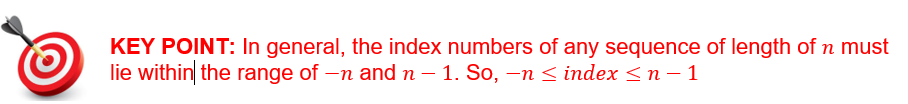 KEY POINT: In general, the index numbers of any sequence of length of n must
lie within the range of −n and n − 1. So, −n ≤ index ≤ n − 1